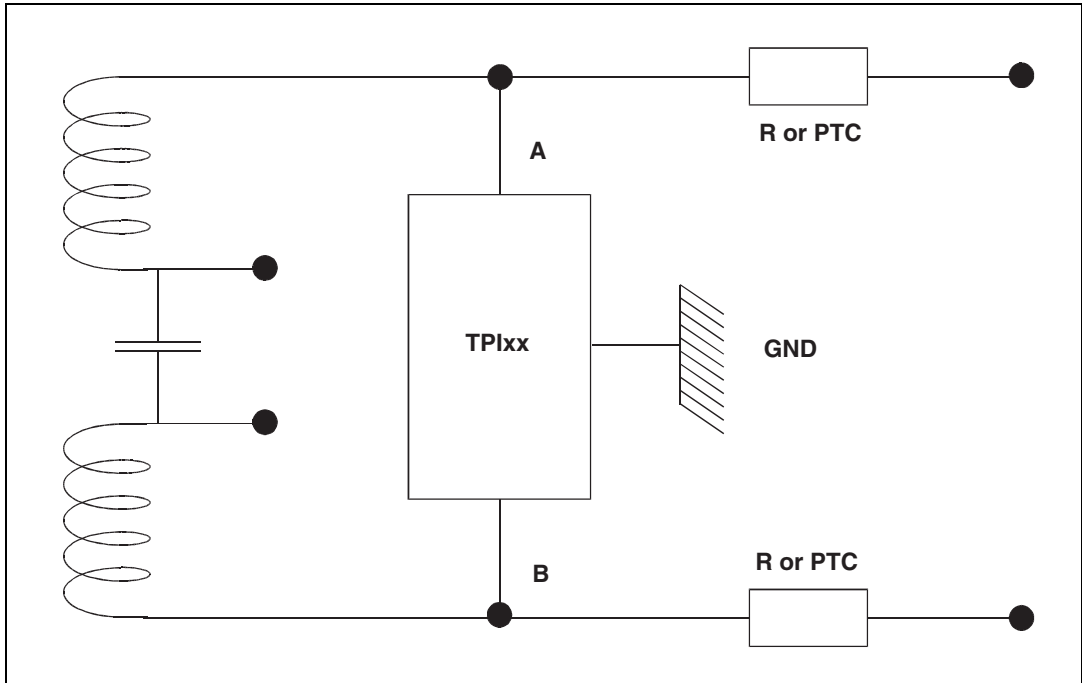 R or PTC
A
TPIxx
GND
R or PTC
B